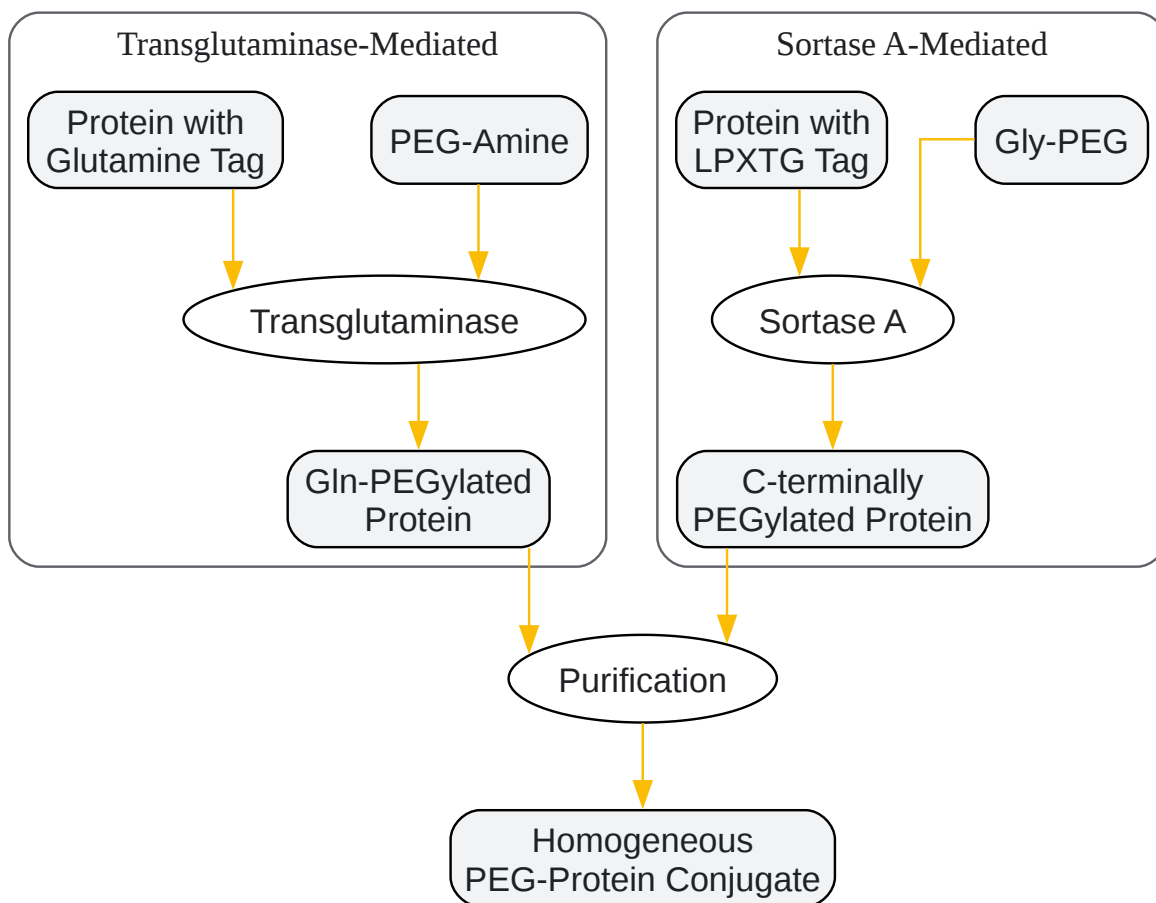 Transglutaminase-Mediated
Protein with
Glutamine Tag
PEG-Amine
Transglutaminase
Gln-PEGylated
Protein
Sortase A-Mediated
Protein with
LPXTG Tag
Gly-PEG
Sortase A
C-terminally
PEGylated Protein
Purification
Homogeneous
PEG-Protein Conjugate